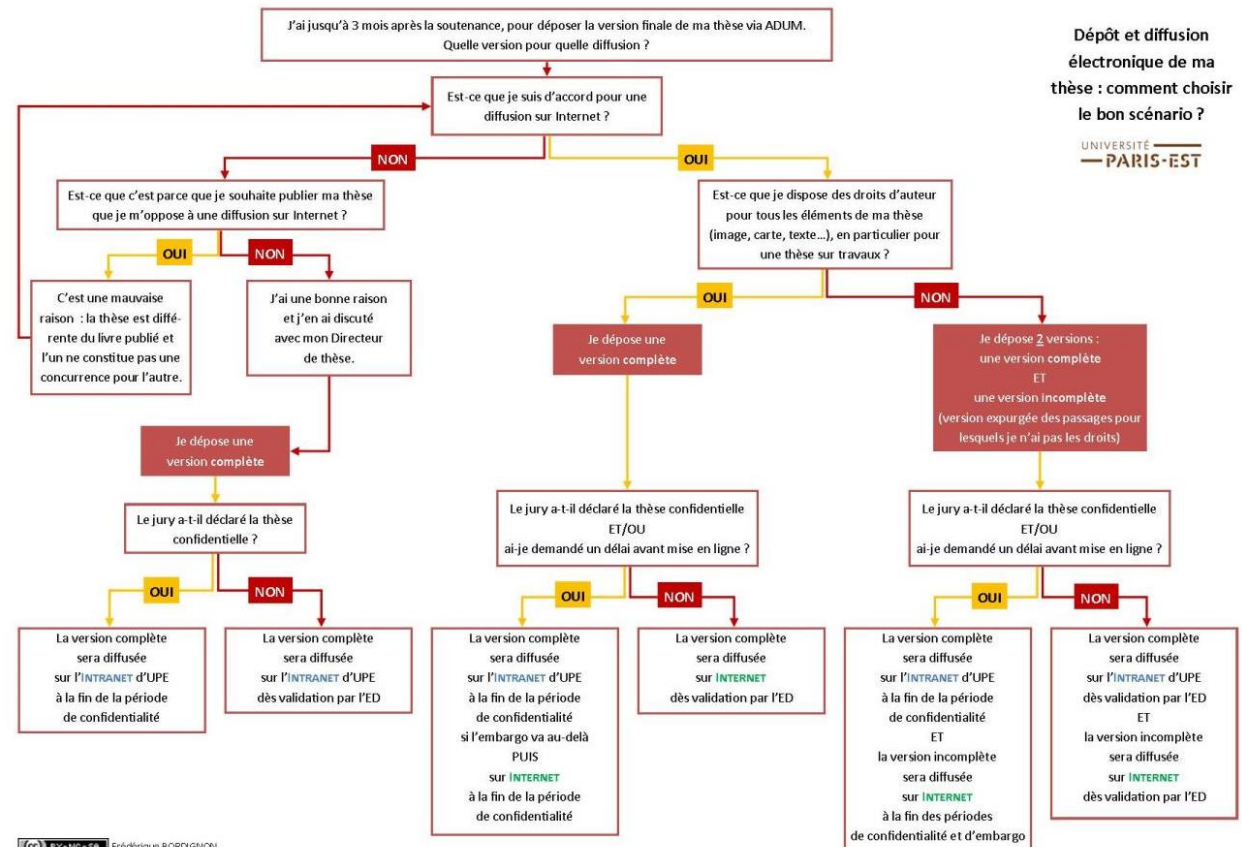 J'ai jusqu'à 3 mois après la soutenance, pour déposer la version finale de ma thèse via ADUM.
Quelle version pour quelle diffusion ?
Dépôt et diffusion
électronique de ma
thèse : comment choisir
le bon scénario ?
UNIVERSITÉ
PARIS-EST
Est-ce que je suis d'accord pour une
diffusion sur Internet ?
NON
OUI
Est-ce que c'est parce que je souhaite publier ma thèse
que je m'oppose à une diffusion sur Internet ?
Est-ce que je dispose des droits d'auteur
pour tous les éléments de ma thèse
(image, carte, texte...), en particulier pour
une thèse sur travaux ?
OUI
NON
OUI
NON
C'est une mauvaise
raison : la thèse est diffé-
rente du livre publié et
l'un ne constitue pas une
concurrence pour l'autre.
J'ai une bonne raison
et j'en ai discuté
avec mon Directeur
de thèse.
Je dépose une
version complète
Je dépose 2 versions :
une version complète
ET
une version incomplète
(version expurgée des passages pour
lesquels je n'ai pas les droits)
Je dépose une
version complète
Le jury a-t-il déclaré la thèse
confidentielle ?
Le jury a-t-il déclaré la thèse confidentielle
ET/OU
ai-je demandé un délai avant mise en ligne ?
Le jury a-t-il déclaré la thèse confidentielle
ET/OU
ai-je demandé un délai avant mise en ligne ?
OUI
NON
OUI
NON
OUI
NON
La version complète
sera diffusée
sur l'INTRANET d'UPE
à la fin de la période
de confidentialité
La version complète
sera diffusée
sur l'INTRANET d'UPE
dès validation par l'ED
La version complète
sera diffusée
sur l'INTRANET d'UPE
à la fin de la période
de confidentialité
si l'embargo va au-delà
PUIS
sur INTERNET
à la fin de la période
de confidentialité
La version complète
sera diffusée
sur INTERNET
dès validation par l'ED
La version complète
sera diffusée
sur l'INTRANET d'UPE
à la fin de la période
de confidentialité
ET
la version incomplète
sera diffusée
sur INTERNET
à la fin des périodes
de confidentialité et d'embargo
La version complète
sera diffusée
sur l'INTRANET d'UPE
dès validation par l'ED
ET
la version incomplète
sera diffusée
sur INTERNET
dès validation par l'ED
(cc) BY-NC-SA Frédérique BORDIGNON